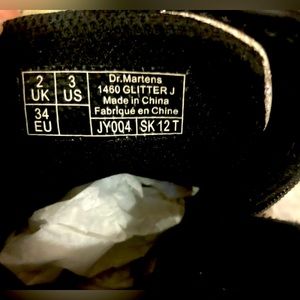 2 UK
3 US
34 EU
Dr.Martens
1460 GLITTER J
Made in China
Fabriqué en Chine
JY004
SK 12 T